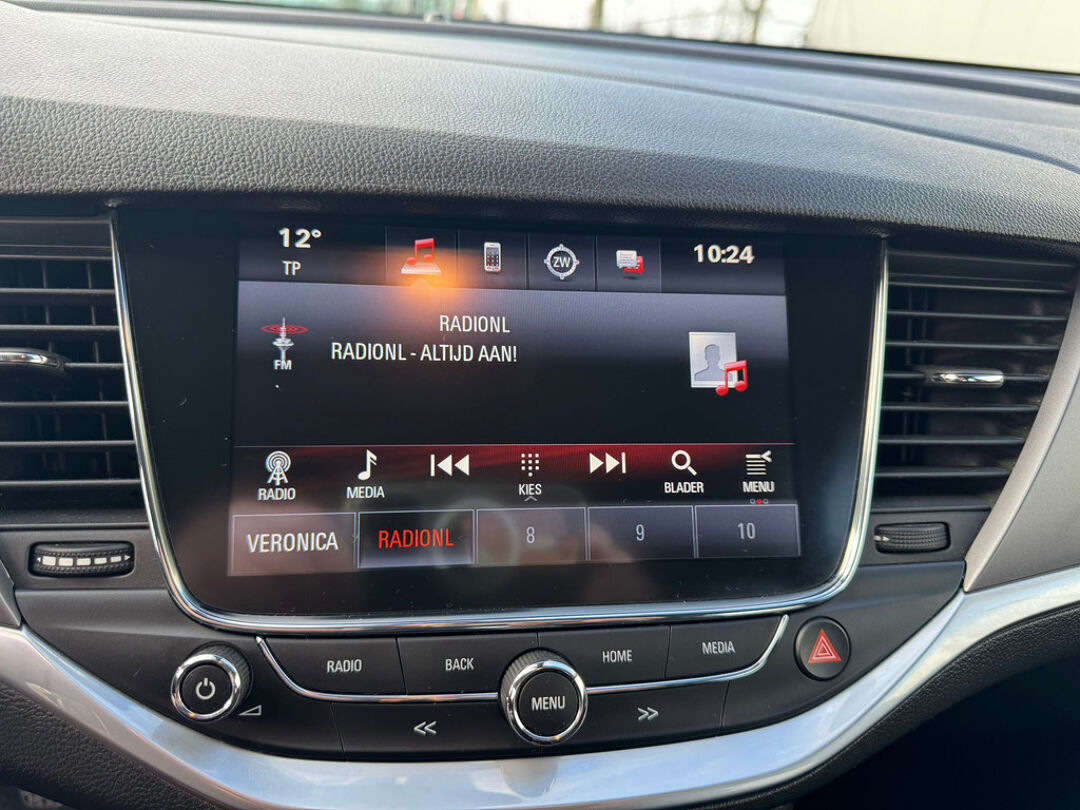 12°
TP
ZW
10:24
FM
RADIONL
RADIONL - ALTIJD AAN!
RADIO
MEDIA
KIES
BLADER
MENU
VERONICA
RADIONL
8
9
10
RADIO
BACK
HOME
MEDIA
MENU